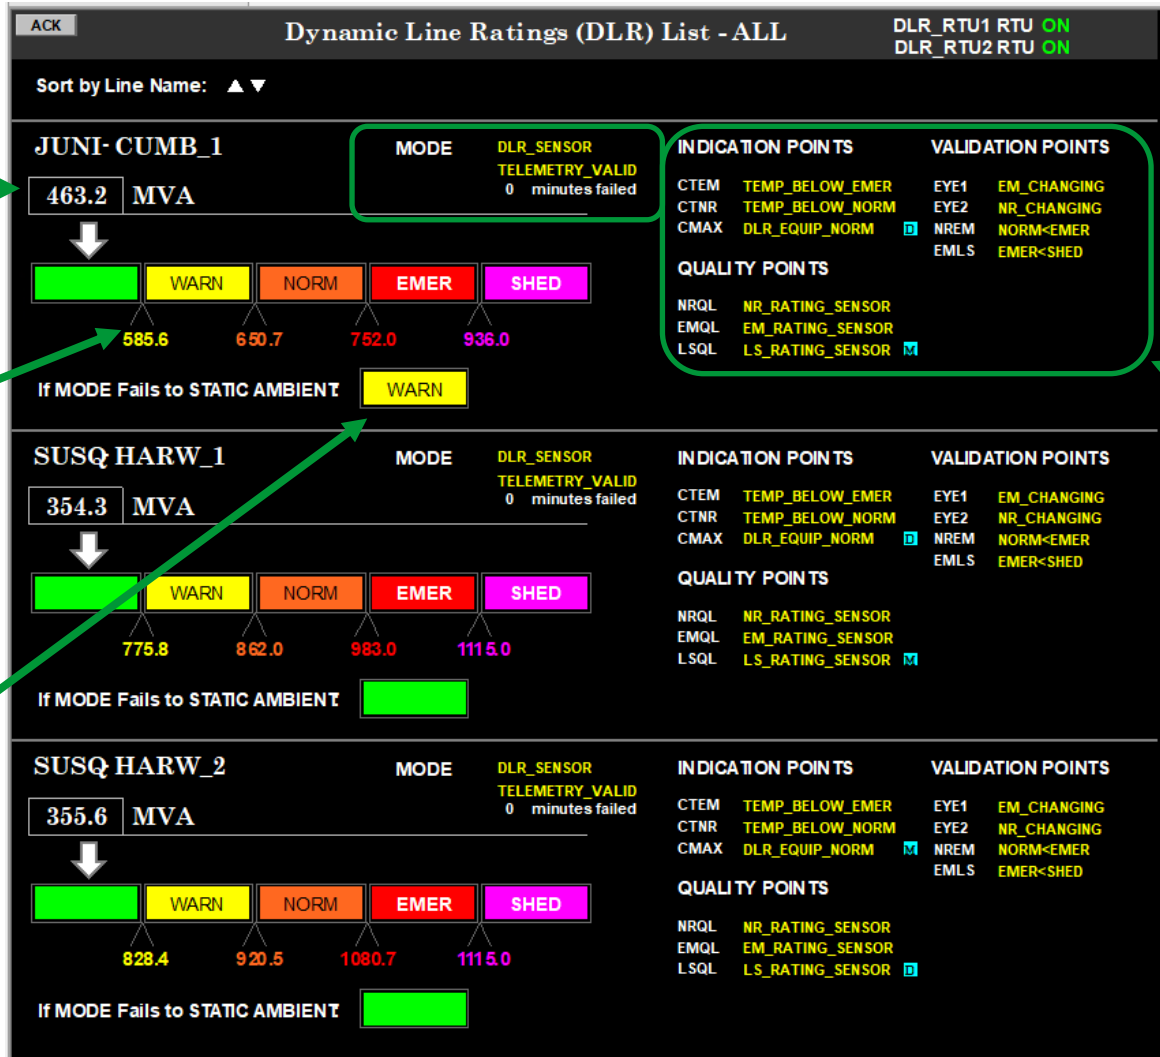 ACK
Dynamic Line Ratings (DLR) List - ALL
DLR_RTU1 RTU ON
DLR_RTU2 RTU ON
Sort by Line Name: ▲ ▼
JUNI- CUMB_1
463.2 MVA
MODE DLR_SENSOR
TELEMETRY_VALID
0 minutes failed
WARN NORM EMER SHED
585.6 650.7 752.0 936.0
If MODE Fails to STATIC AMBIENT WARN
INDICATION POINTS
CTEM TEMP_BELOW_EMER
CTNR TEMP_BELOW_NORM
CMAX DLR_EQUIP_NORM D
QUALITY POINTS
NRQL NR_RATING_SENSOR
EMQL EM_RATING_SENSOR
LSQL LS_RATING_SENSOR M
VALIDATION POINTS
EYE1 EM_CHANGING
EYE2 NR_CHANGING
NREM NORM<EMER
EMLS EMER<SHED
SUSQ HARW_1
354.3 MVA
MODE DLR_SENSOR
TELEMETRY_VALID
0 minutes failed
WARN NORM EMER SHED
775.8 862.0 983.0 1115.0
If MODE Fails to STATIC AMBIENT
INDICATION POINTS
CTEM TEMP_BELOW_EMER
CTNR TEMP_BELOW_NORM
CMAX DLR_EQUIP_NORM D
QUALITY POINTS
NRQL NR_RATING_SENSOR
EMQL EM_RATING_SENSOR
LSQL LS_RATING_SENSOR M
VALIDATION POINTS
EYE1 EM_CHANGING
EYE2 NR_CHANGING
NREM NORM<EMER
EMLS EMER<SHED
SUSQ HARW_2
355.6 MVA
MODE DLR_SENSOR
TELEMETRY_VALID
0 minutes failed
WARN NORM EMER SHED
828.4 920.5 1080.7 1115.0
If MODE Fails to STATIC AMBIENT
INDICATION POINTS
CTEM TEMP_BELOW_EMER
CTNR TEMP_BELOW_NORM
CMAX DLR_EQUIP_NORM M
QUALITY POINTS
NRQL NR_RATING_SENSOR
EMQL EM_RATING_SENSOR
LSQL LS_RATING_SENSOR D
VALIDATION POINTS
EYE1 EM_CHANGING
EYE2 NR_CHANGING
NREM NORM<EMER
EMLS EMER<SHED